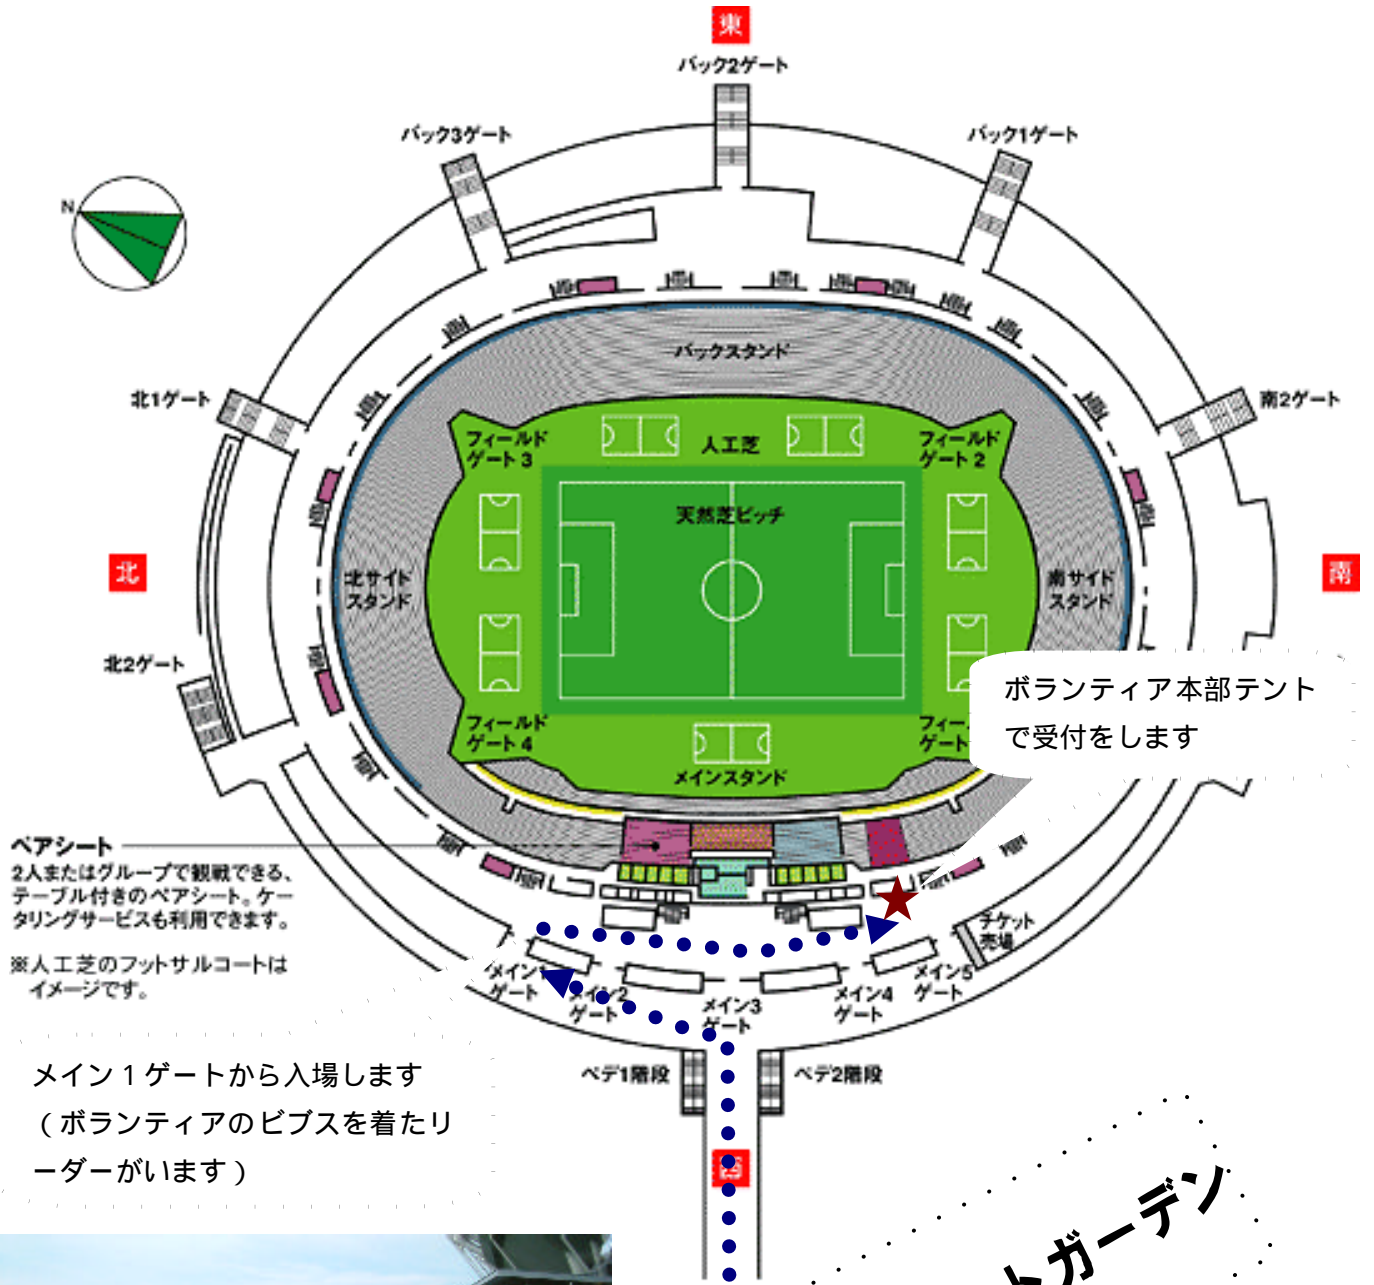 東
バック2ゲート
バック3ゲート
バック1ゲート
N
バックスタンド
北1ゲート
南2ゲート
フィールド
ゲート3
人工芝
フィールド
ゲート2
天然芝ピッチ
北
北サイド
スタンド
南サイド
スタンド
南
北2ゲート
ボランティア本部テント
で受付をします
フィールド
ゲート4
フィー
ゲート
メインスタンド
ペアシート
2人またはグループで観戦できる、
テーブル付きのペアシート。ケー
タリングサービスも利用できます。
※人工芝のフットサルコートは
イメージです。
チケット
売場
メイン1
ゲート
メイン2
ゲート
メイン3
ゲート
メイン4
ゲート
メイン5
ゲート
メイン1ゲートから入場します
(ボランティアのビブスを着たリ
ーダーがいます)
ペデ1階段
ペデ2階段
西
トガーデン